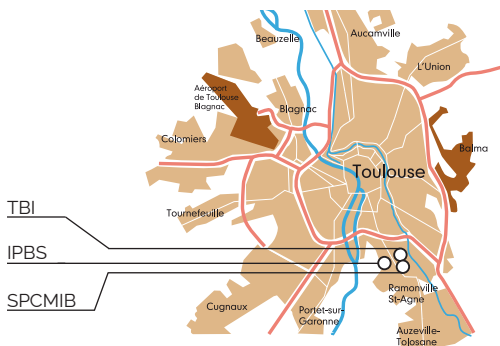 Beauzelle
Aucamville
L'Union
Aéroport
de Toulouse
Blagnac
Blagnac
Colomiers
Balma
Toulouse
Tournefeuille
TBI
IPBS
SPCMIB
Ramonville
St-Agne
Cugnaux
Portet-sur-
Garonne
Auzeville-
Tolosane